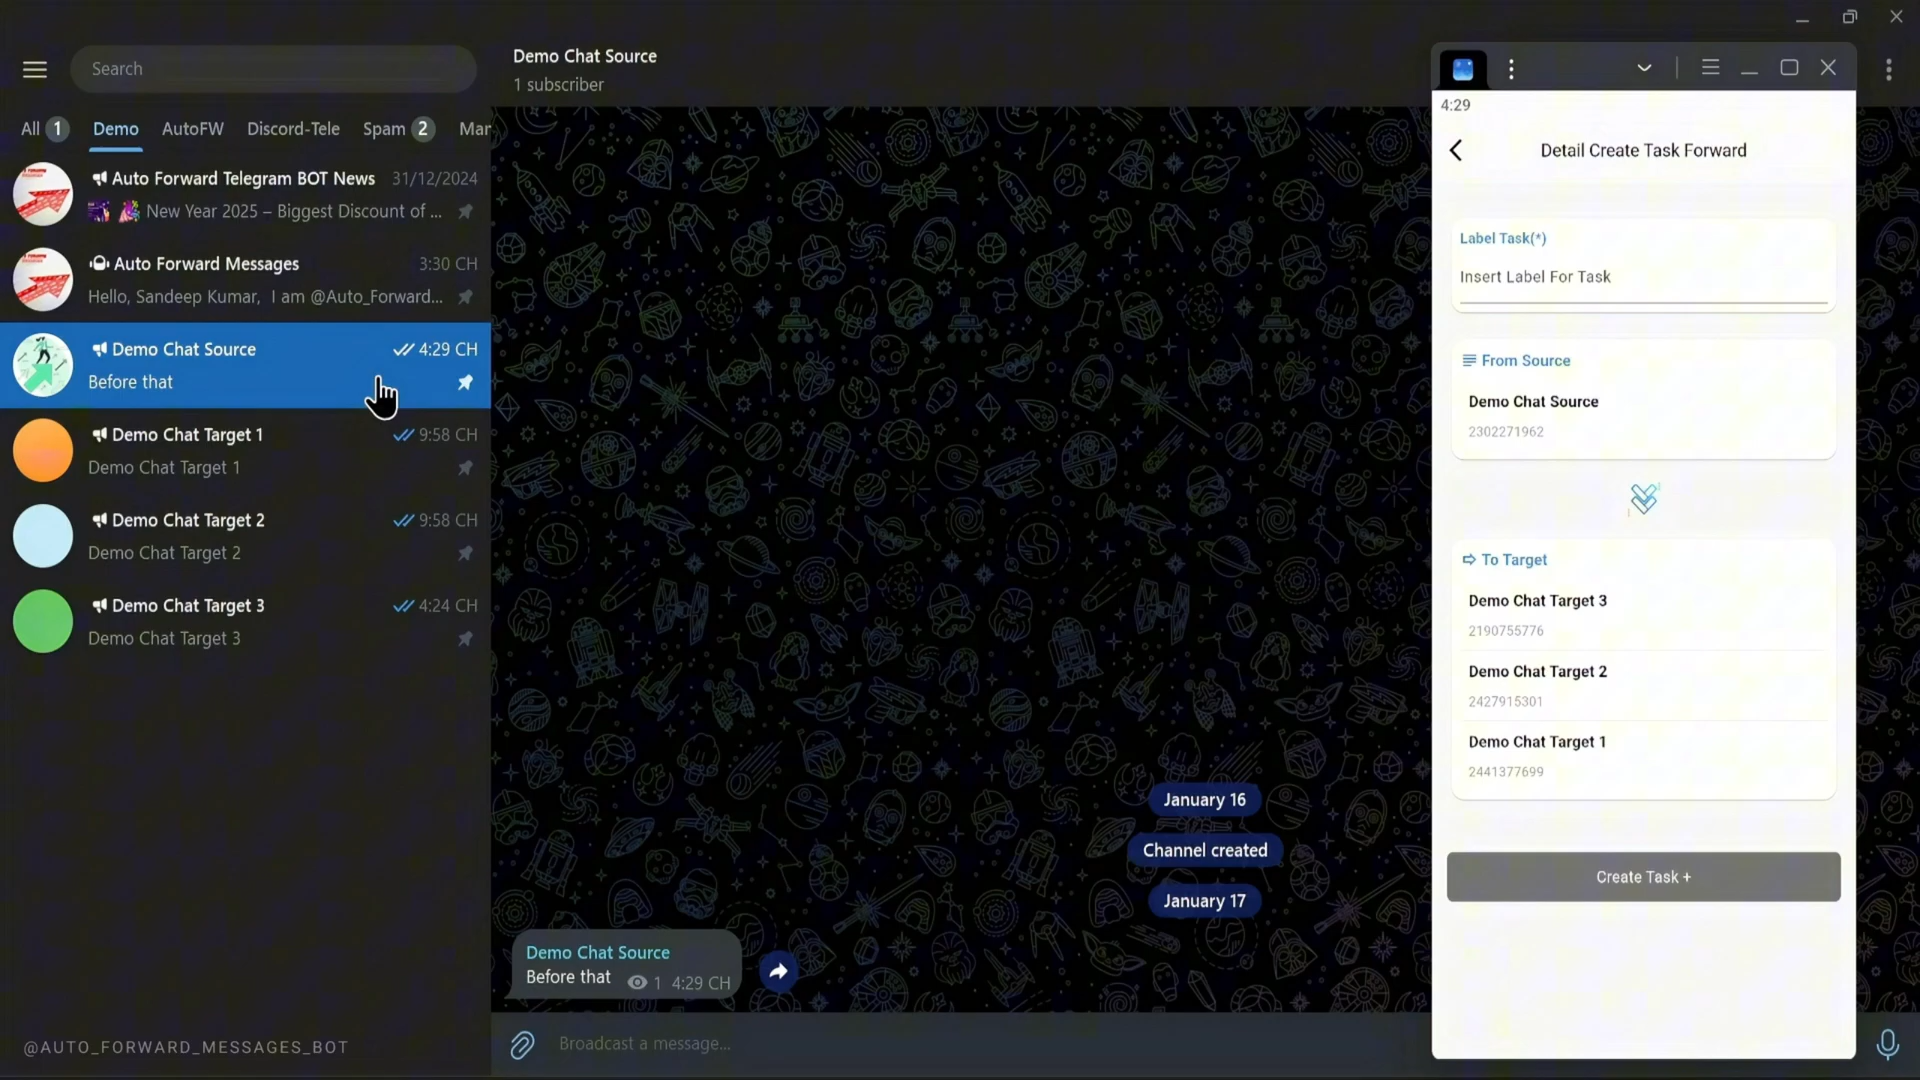 Search
All 1
Demo
AutoFW
Discord-Tele
Spam 2
Mar
Auto Forward Telegram BOT News 31/12/2024
New Year 2025 – Biggest Discount of ...
Auto Forward Messages 3:30 CH
Hello, Sandeep Kumar, I am @Auto_Forward...
Demo Chat Source 4:29 CH
Before that
Demo Chat Target 1 9:58 CH
Demo Chat Target 1
Demo Chat Target 2 9:58 CH
Demo Chat Target 2
Demo Chat Target 3 4:24 CH
Demo Chat Target 3
@AUTO_FORWARD_MESSAGES_BOT
Demo Chat Source
1 subscriber
January 16
Channel created
January 17
Demo Chat Source
Before that 1 4:29 CH
Broadcast a message...
4:29
Detail Create Task Forward
Label Task(*)
Insert Label For Task
From Source
Demo Chat Source
2302271962
To Target
Demo Chat Target 3
2190755776
Demo Chat Target 2
2427915301
Demo Chat Target 1
2441377699
Create Task +